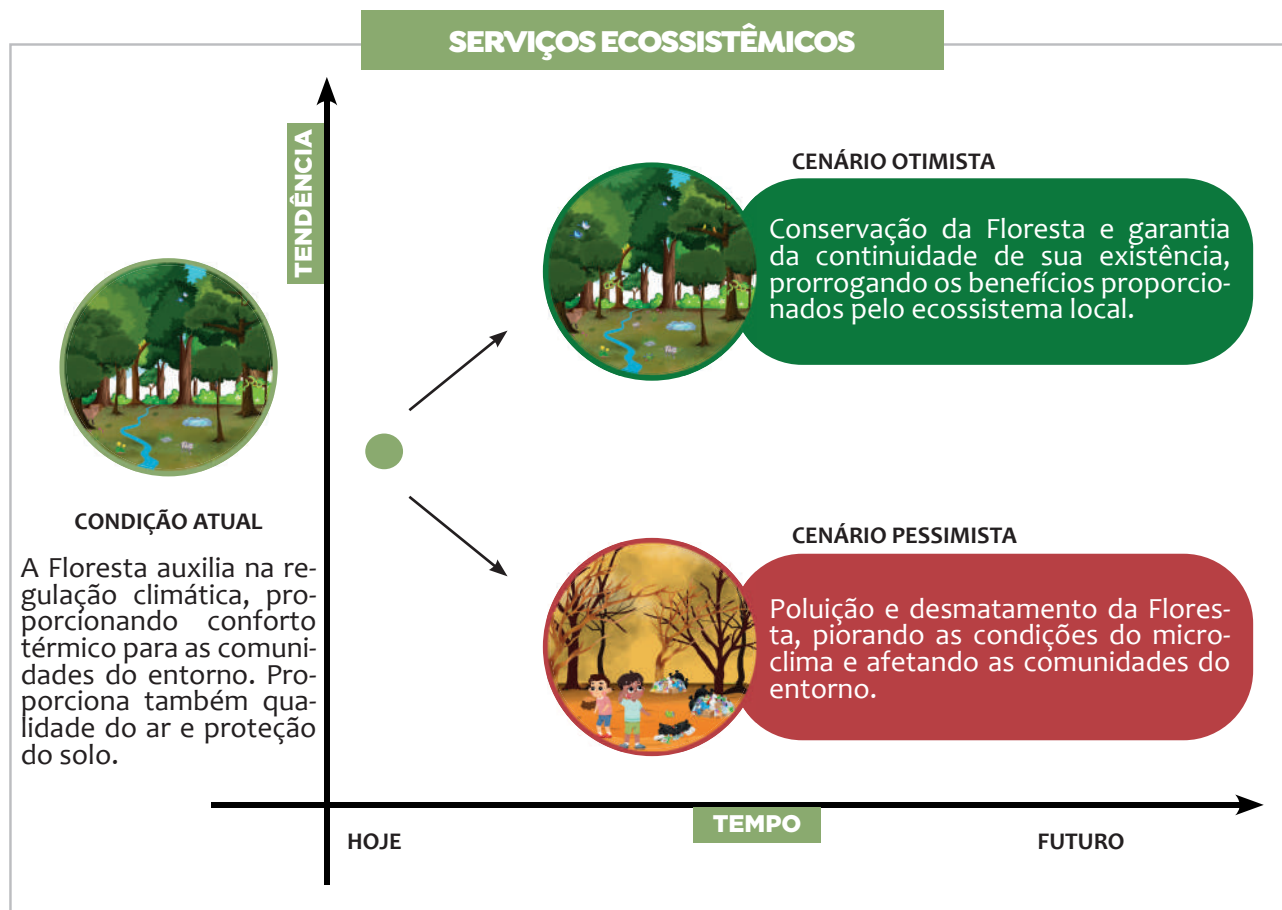 SERVIÇOS ECOSSISTÊMICOS
TENDÊNCIA
CONDIÇÃO ATUAL
A Floresta auxilia na re-
gulação climática, pro-
porcionando conforto
térmico para as comuni-
dades do entorno. Pro-
porciona também qua-
lidade do ar e proteção
do solo.
CENÁRIO OTIMISTA
Conservação da Floresta e garantia
da continuidade de sua existência,
prorrogando os benefícios proporcio-
nados pelo ecossistema local.
CENÁRIO PESSIMISTA
Poluição e desmatamento da Flores-
ta, piorando as condições do micro-
clima e afetando as comunidades do
entorno.
HOJE
TEMPO
FUTURO